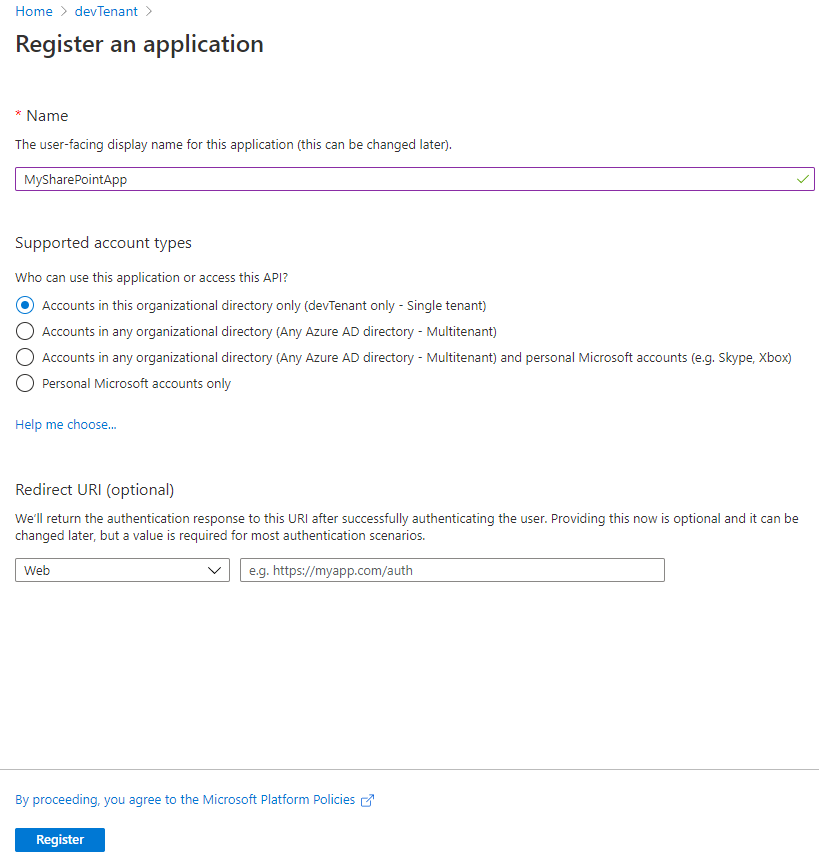 Home > devTenant >
Register an application
* Name
The user-facing display name for this application (this can be changed later).
MySharePointApp
Supported account types
Who can use this application or access this API?
Accounts in this organizational directory only (devTenant only - Single tenant)
Accounts in any organizational directory (Any Azure AD directory - Multitenant)
Accounts in any organizational directory (Any Azure AD directory - Multitenant) and personal Microsoft accounts (e.g. Skype, Xbox)
Personal Microsoft accounts only
Help me choose...
Redirect URI (optional)
We'll return the authentication response to this URI after successfully authenticating the user. Providing this now is optional and it can be
changed later, but a value is required for most authentication scenarios.
Web e.g. https://myapp.com/auth
By proceeding, you agree to the Microsoft Platform Policies
Register